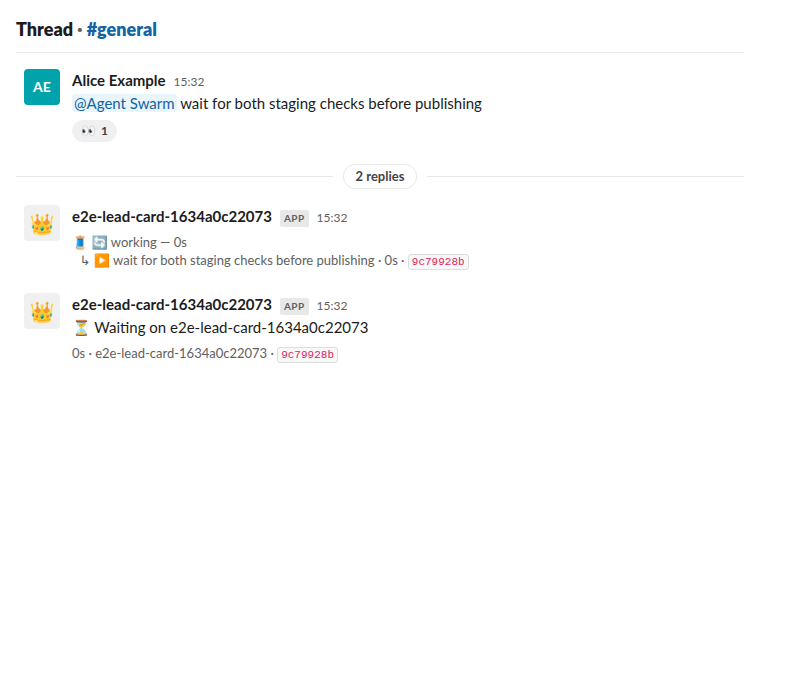 Thread • #general
AE
Alice Example 15:32
@Agent Swarm wait for both staging checks before publishing
👀 1
2 replies
e2e-lead-card-1634a0c22073 APP 15:32
🧵 🔄 working — 0s
↳ ▶️ wait for both staging checks before publishing · 0s · 9c79928b
e2e-lead-card-1634a0c22073 APP 15:32
⏳ Waiting on e2e-lead-card-1634a0c22073
0s · e2e-lead-card-1634a0c22073 · 9c79928b